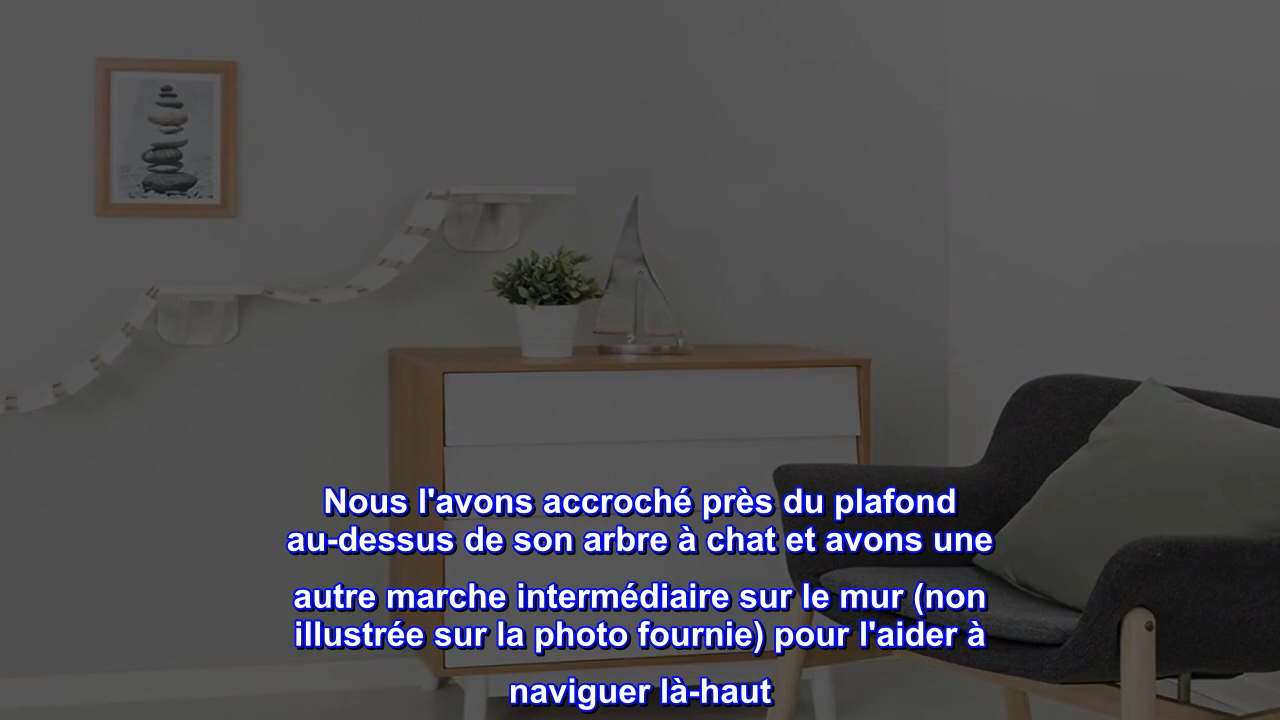 Nous l'avons accroché près du plafond
au-dessus de son arbre à chat et avons une
autre marche intermédiaire sur le mur (non
illustrée sur la photo fournie) pour l'aider à
naviguer là-haut